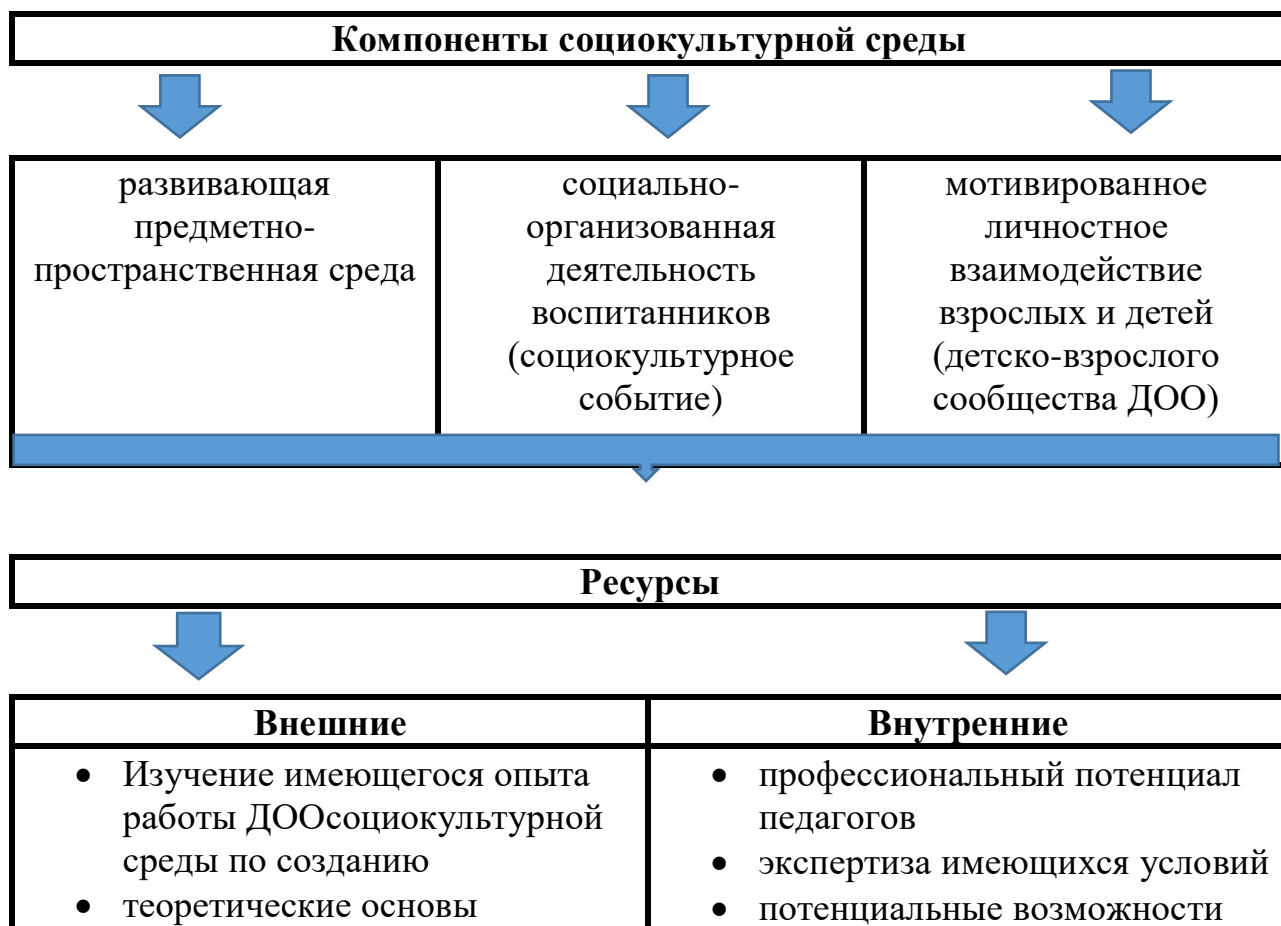 Компоненты социокультурной среды
развивающая
предметно-
пространственная среда
социально-
организованная
деятельность
воспитанников
(социокультурное
событие)
мотивированное
личностное
взаимодействие
взрослых и детей
(детско-взрослого
сообщества ДОО)
Ресурсы
Внешние
• Изучение имеющегося опыта
работы ДООсоциокультурной
среды по созданию
• теоретические основы
Внутренние
• профессиональный потенциал
педагогов
• экспертиза имеющихся условий
• потенциальные возможности